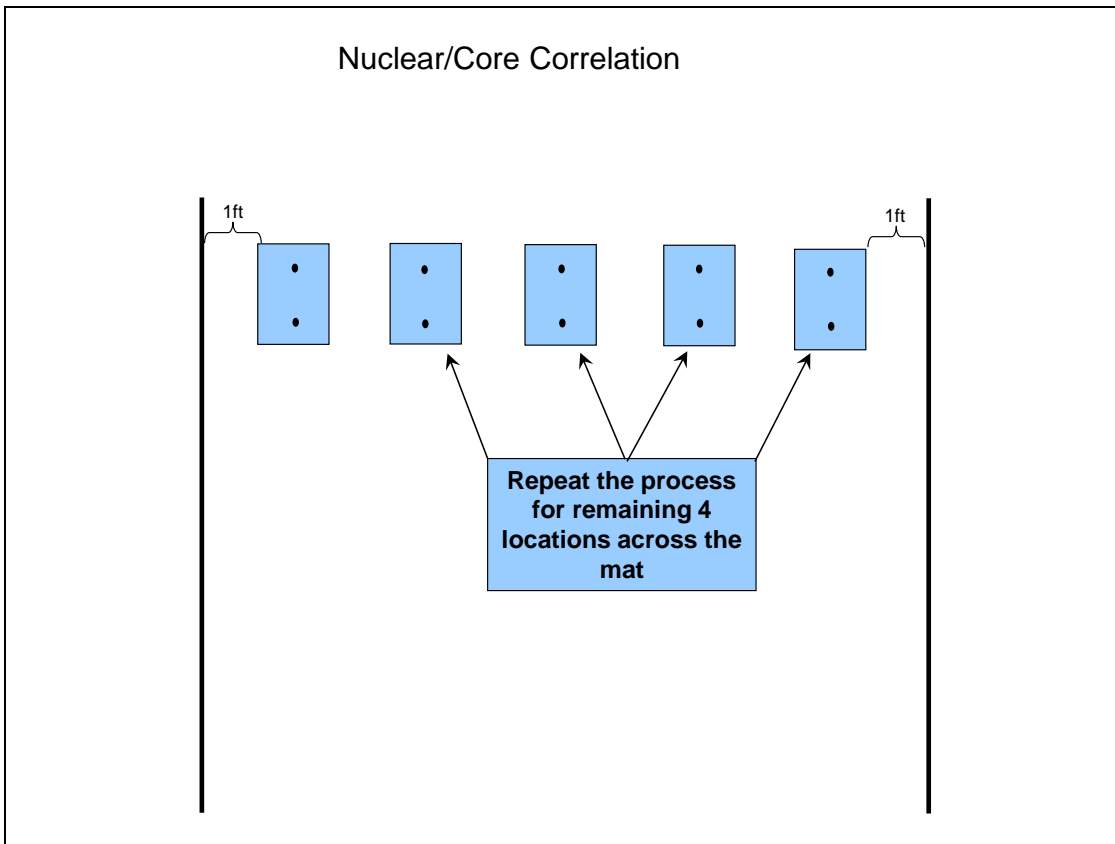 Nuclear/Core Correlation
1ft
1ft
Repeat the process
for remaining 4
locations across the
mat